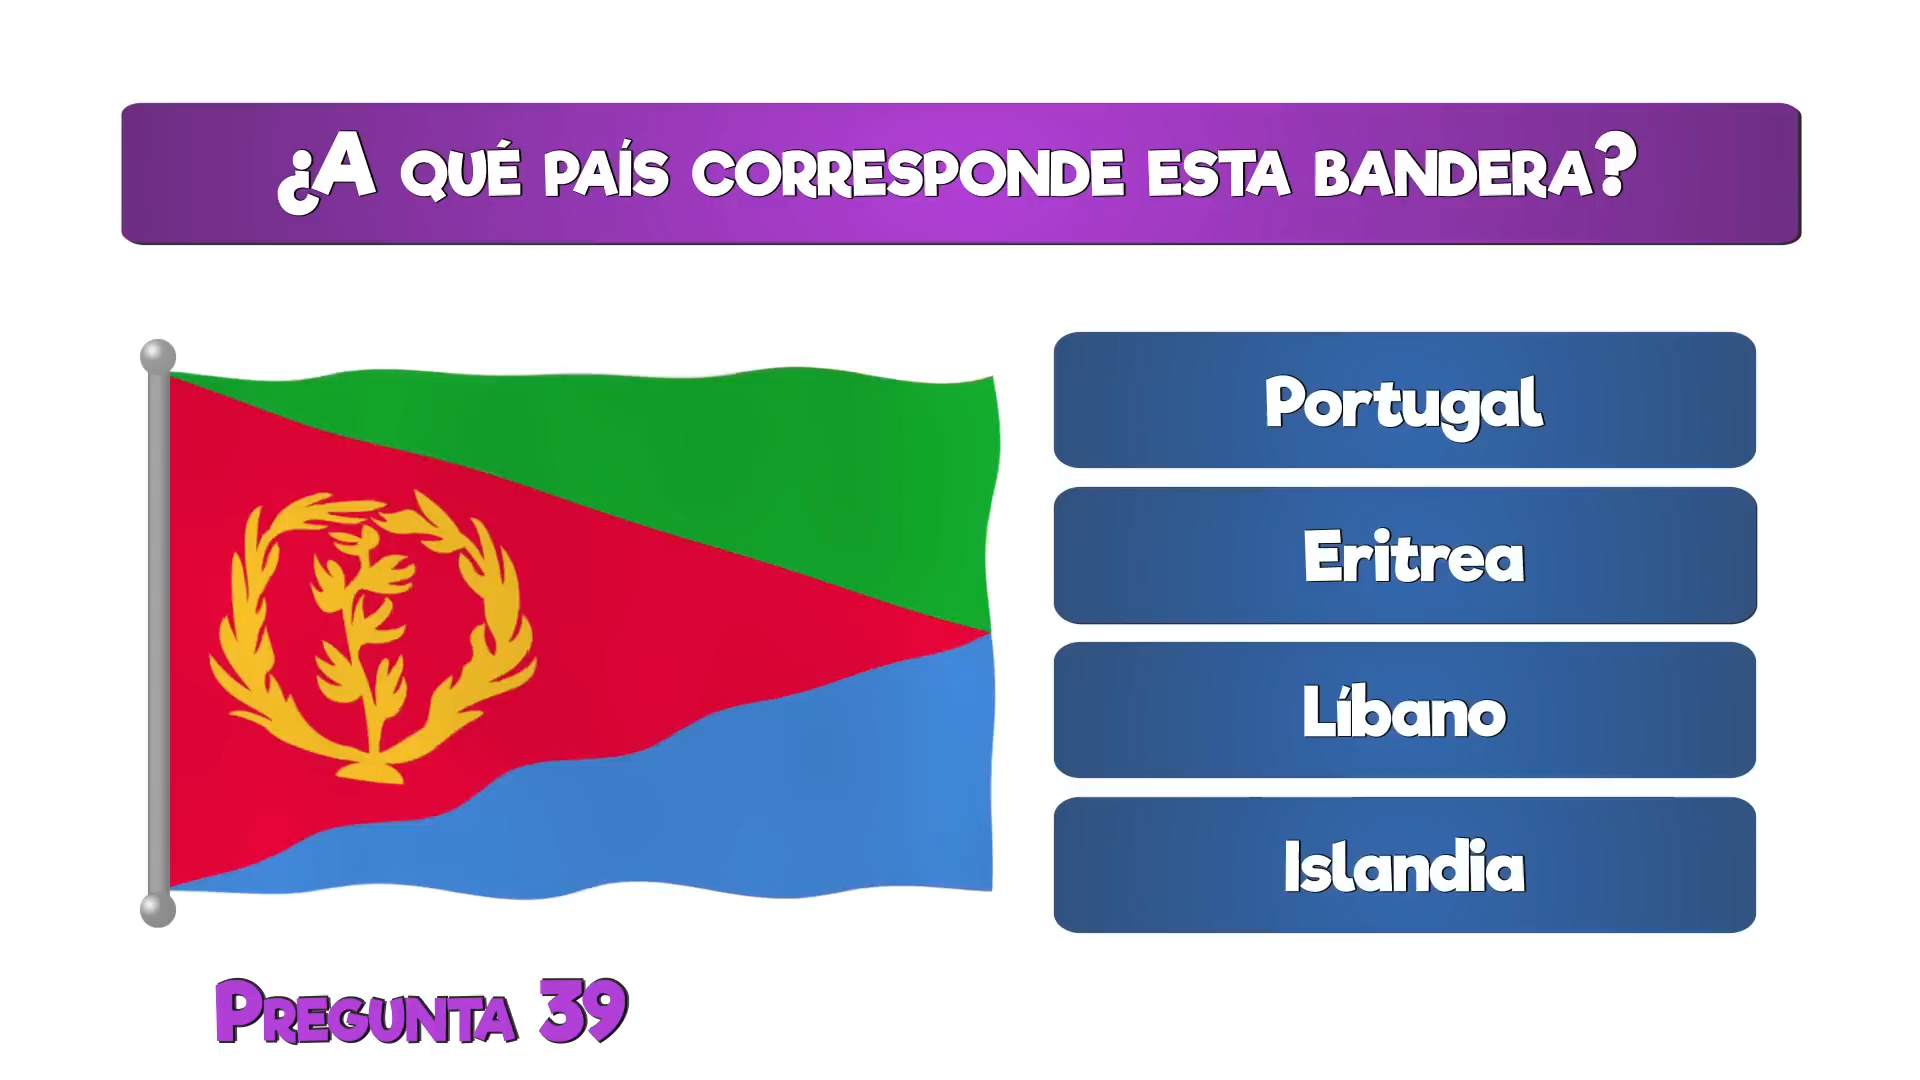 ¿A QUÉ PAÍS CORRESPONDE ESTA BANDERA?
Portugal
Eritrea
Líbano
Islandia
PREGUNTA 39